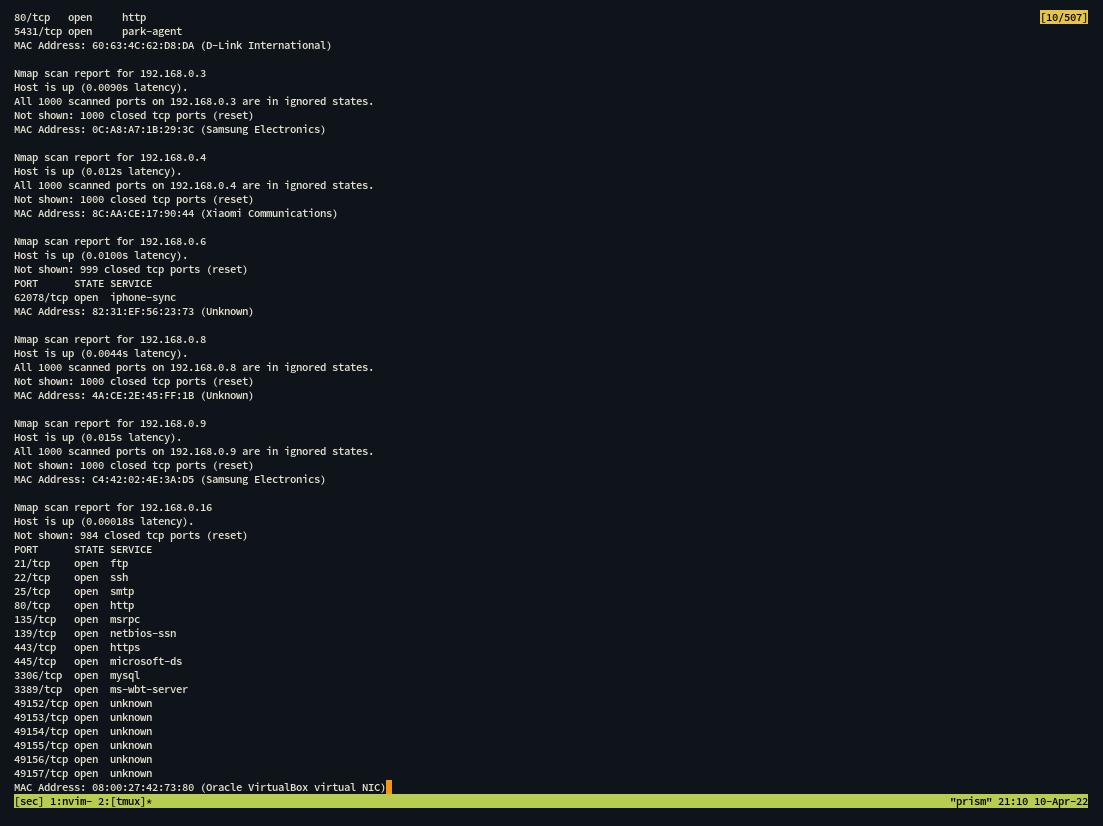 80/tcp   open     http
[10/507]
5431/tcp open     park-agent
MAC Address: 60:63:4C:62:D8:DA (D-Link International)

Nmap scan report for 192.168.0.3
Host is up (0.0090s latency).
All 1000 scanned ports on 192.168.0.3 are in ignored states.
Not shown: 1000 closed tcp ports (reset)
MAC Address: 0C:A8:A7:1B:29:3C (Samsung Electronics)

Nmap scan report for 192.168.0.4
Host is up (0.012s latency).
All 1000 scanned ports on 192.168.0.4 are in ignored states.
Not shown: 1000 closed tcp ports (reset)
MAC Address: 8C:AA:CE:17:90:44 (Xiaomi Communications)

Nmap scan report for 192.168.0.6
Host is up (0.0100s latency).
Not shown: 999 closed tcp ports (reset)
PORT      STATE SERVICE
62078/tcp open  iphone-sync
MAC Address: 82:31:EF:56:23:73 (Unknown)

Nmap scan report for 192.168.0.8
Host is up (0.0044s latency).
All 1000 scanned ports on 192.168.0.8 are in ignored states.
Not shown: 1000 closed tcp ports (reset)
MAC Address: 4A:CE:2E:45:FF:1B (Unknown)

Nmap scan report for 192.168.0.9
Host is up (0.015s latency).
All 1000 scanned ports on 192.168.0.9 are in ignored states.
Not shown: 1000 closed tcp ports (reset)
MAC Address: C4:42:02:4E:3A:D5 (Samsung Electronics)

Nmap scan report for 192.168.0.16
Host is up (0.00018s latency).
Not shown: 984 closed tcp ports (reset)
PORT      STATE SERVICE
21/tcp    open  ftp
22/tcp    open  ssh
25/tcp    open  smtp
80/tcp    open  http
135/tcp   open  msrpc
139/tcp   open  netbios-ssn
443/tcp   open  https
445/tcp   open  microsoft-ds
3306/tcp  open  mysql
3389/tcp  open  ms-wbt-server
49152/tcp open  unknown
49153/tcp open  unknown
49154/tcp open  unknown
49155/tcp open  unknown
49156/tcp open  unknown
49157/tcp open  unknown
MAC Address: 08:00:27:42:73:80 (Oracle VirtualBox virtual NIC)
[sec] 1:nvim- 2:[tmux]*
"prism" 21:10 10-Apr-22